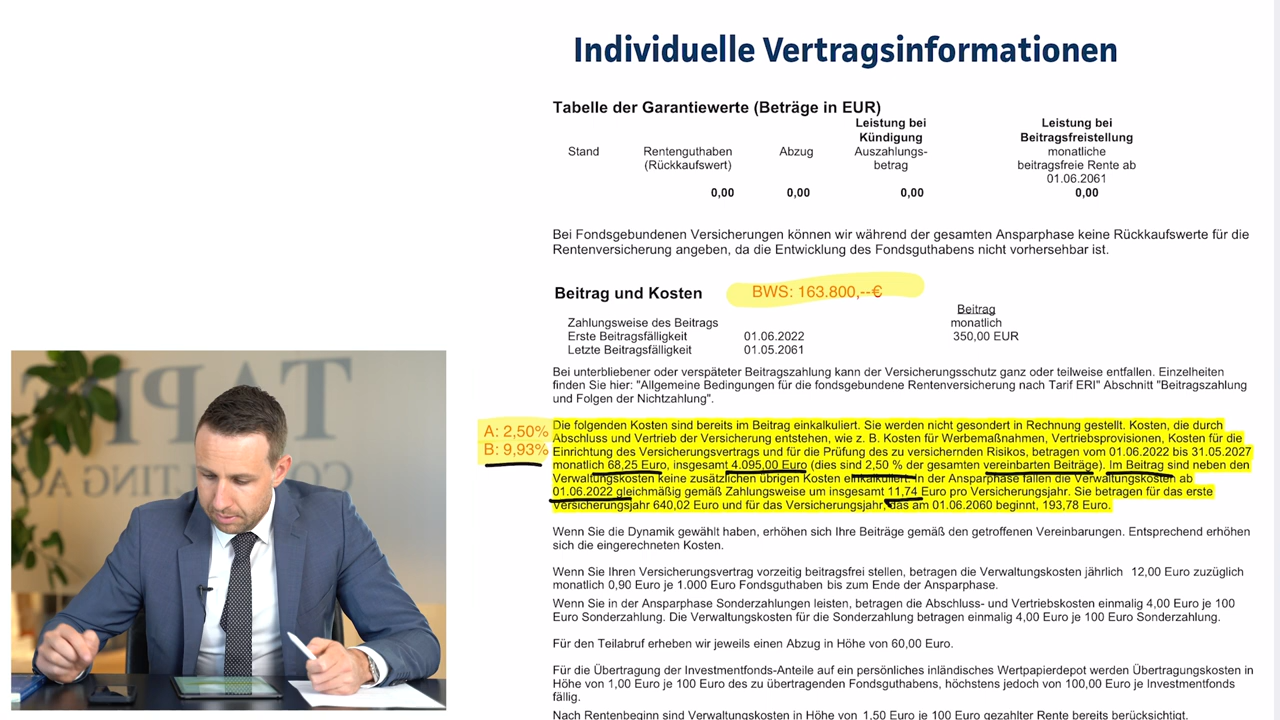 Individuelle Vertragsinformationen
Tabelle der Garantiewerte (Beträge in EUR)
Leistung bei
Kündigung
Leistung bei
Beitragsfreistellung
Stand
Rentenguthaben
(Rückkaufswert)
Abzug
Auszahlungs-
betrag
monatliche
beitragsfreie Rente ab
01.06.2061
0,00 0,00 0,00 0,00
Bei Fondsgebundenen Versicherungen können wir während der gesamten Ansparphase keine Rückkaufswerte für die
Rentenversicherung angeben, da die Entwicklung des Fondsguthabens nicht vorhersehbar ist.
Beitrag und Kosten
BWS: 163.800,--€
Beitrag
Zahlungsweise des Beitrags monatlich
Erste Beitragsfälligkeit 01.06.2022 350,00 EUR
Letzte Beitragsfälligkeit 01.05.2061
Bei unterbliebener oder verspäteter Beitragszahlung kann der Versicherungsschutz ganz oder teilweise entfallen. Einzelheiten
finden Sie hier: "Allgemeine Bedingungen für die fondsgebundene Rentenversicherung nach Tarif ERI" Abschnitt "Beitragszahlung
und Folgen der Nichtzahlung".
A: 2,50%
B: 9,93%
Die folgenden Kosten sind bereits im Beitrag einkalkuliert. Sie werden nicht gesondert in Rechnung gestellt. Kosten, die durch
Abschluss und Vertrieb der Versicherung entstehen, wie z. B. Kosten für Werbemaßnahmen, Vertriebsprovisionen, Kosten für die
Einrichtung des Versicherungsvertrags und für die Prüfung des zu versichernden Risikos, betragen vom 01.06.2022 bis 31.05.2027
monatlich 68,25 Euro, insgesamt 4.095,00 Euro (dies sind 2,50 % der gesamten vereinbarten Beiträge). Im Beitrag sind neben den
Verwaltungskosten keine zusätzlichen übrigen Kosten einkalkuliert. In der Ansparphase fallen die Verwaltungskosten ab
01.06.2022 gleichmäßig gemäß Zahlungsweise um insgesamt 11,74 Euro pro Versicherungsjahr. Sie betragen für das erste
Versicherungsjahr 640,02 Euro und für das Versicherungsjahr, das am 01.06.2060 beginnt, 193,78 Euro.
Wenn Sie die Dynamik gewählt haben, erhöhen sich Ihre Beiträge gemäß den getroffenen Vereinbarungen. Entsprechend erhöhen
sich die eingerechneten Kosten.
Wenn Sie Ihren Versicherungsvertrag vorzeitig beitragsfrei stellen, betragen die Verwaltungskosten jährlich 12,00 Euro zuzüglich
monatlich 0,90 Euro je 1.000 Euro Fondsguthaben bis zum Ende der Ansparphase.
Wenn Sie in der Ansparphase Sonderzahlungen leisten, betragen die Abschluss- und Vertriebskosten einmalig 4,00 Euro je 100
Euro Sonderzahlung. Die Verwaltungskosten für die Sonderzahlung betragen einmalig 4,00 Euro je 100 Euro Sonderzahlung.
Für den Teilabruf erheben wir jeweils einen Abzug in Höhe von 60,00 Euro.
Für die Übertragung der Investmentfonds-Anteile auf ein persönliches inländisches Wertpapierdepot werden Übertragungskosten in
Höhe von 1,00 Euro je 100 Euro des zu übertragenden Fondsguthabens, höchstens jedoch von 100,00 Euro je Investmentfonds
fällig.
Nach Rentenbeginn sind Verwaltungskosten in Höhe von 1,50 Euro je 100 Euro gezahlter Rente bereits berücksichtigt.